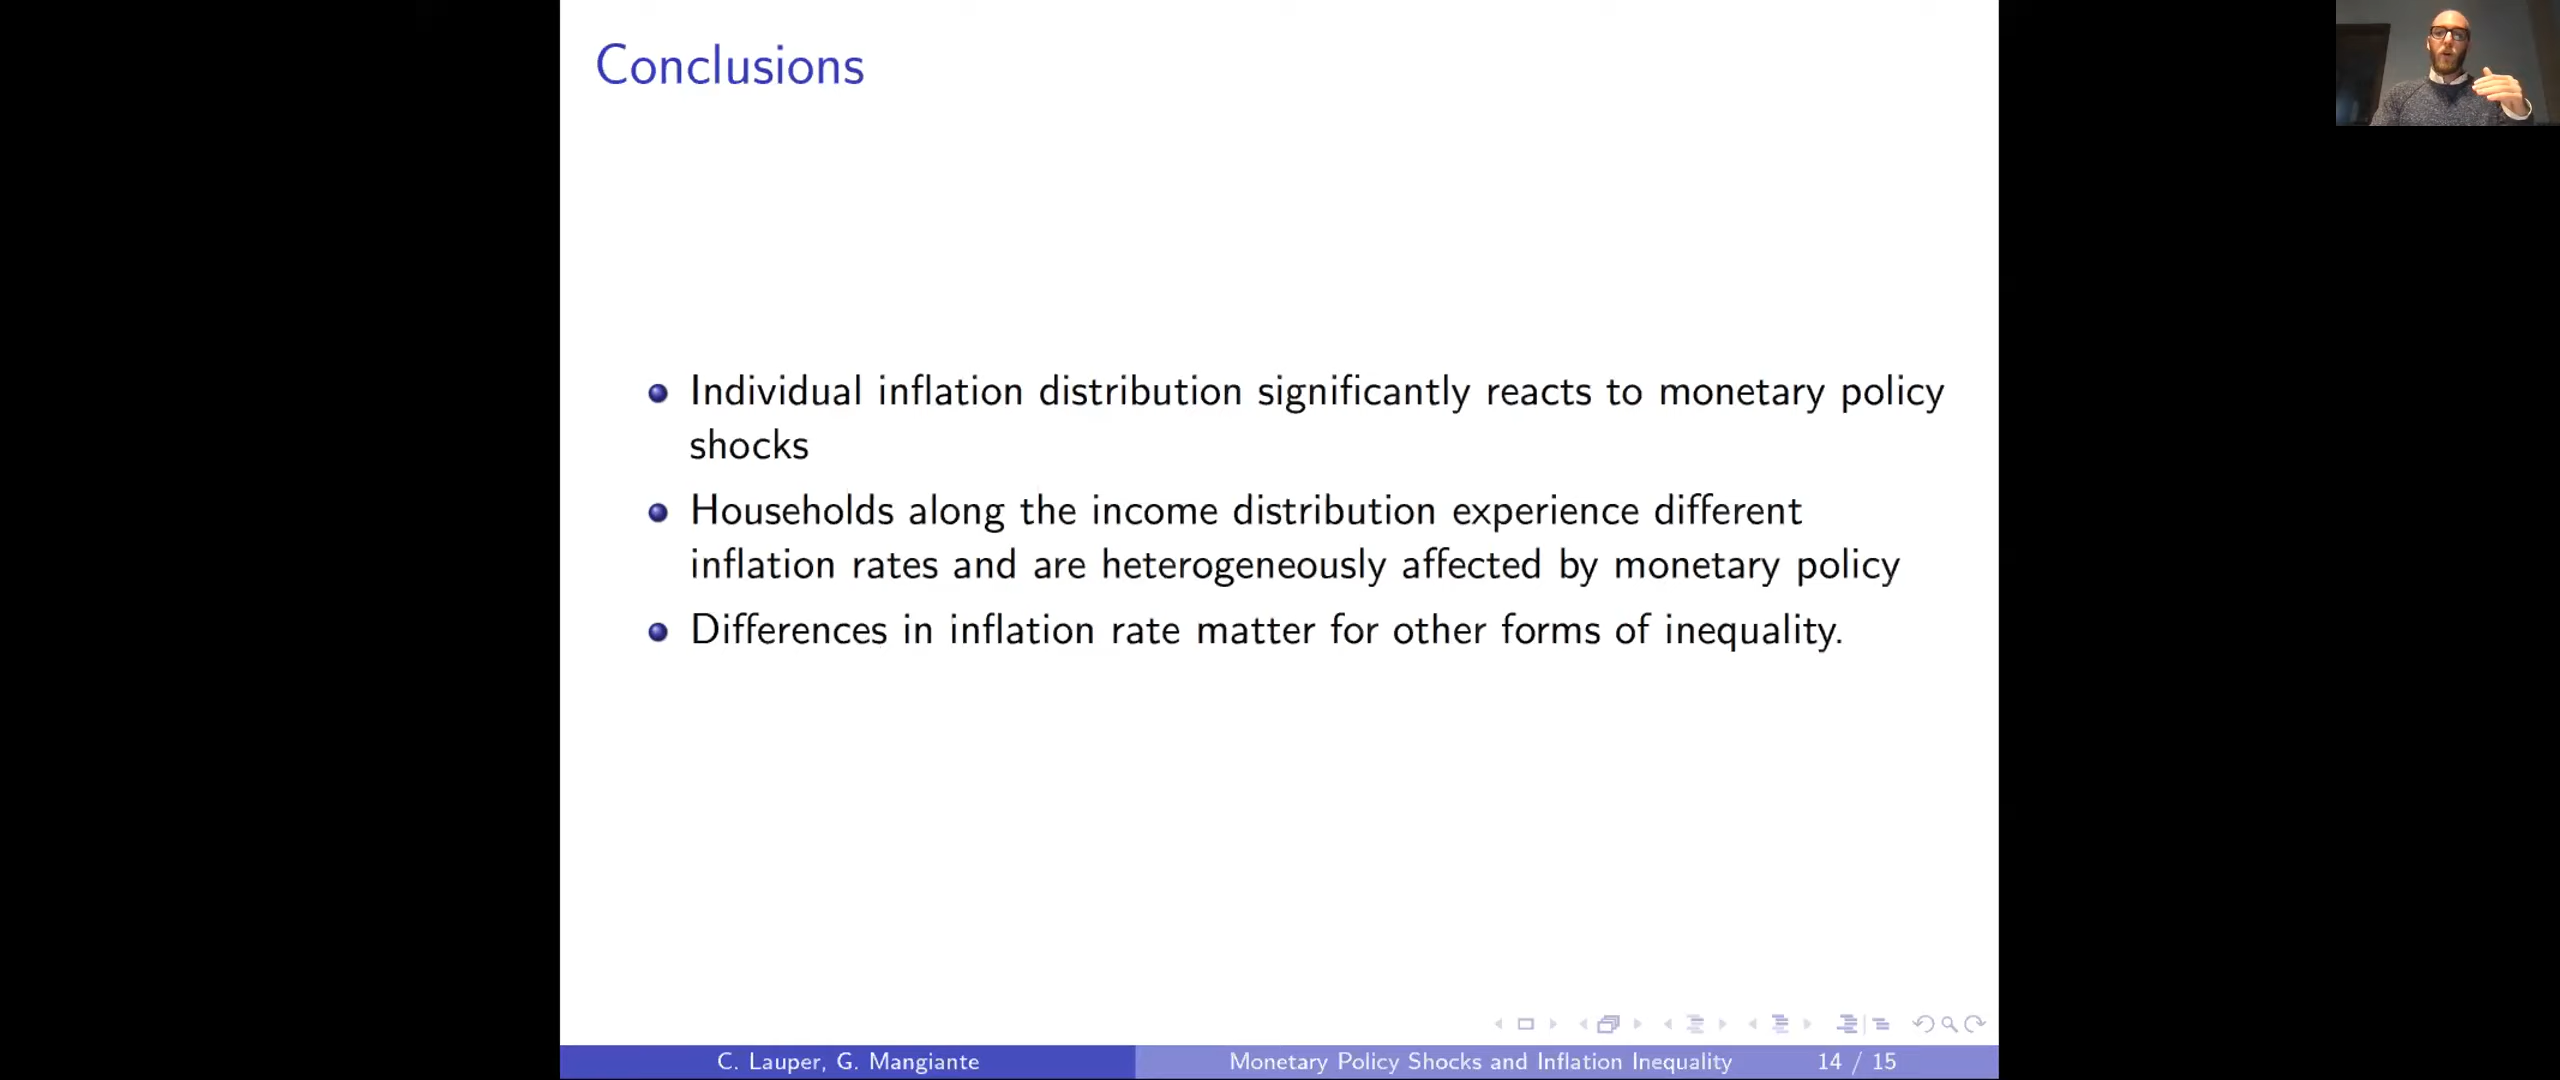 Conclusions
Individual inflation distribution significantly reacts to monetary policy
shocks
Households along the income distribution experience different
inflation rates and are heterogeneously affected by monetary policy
Differences in inflation rate matter for other forms of inequality.
C. Lauper, G. Mangiante
Monetary Policy Shocks and Inflation Inequality
14 / 15